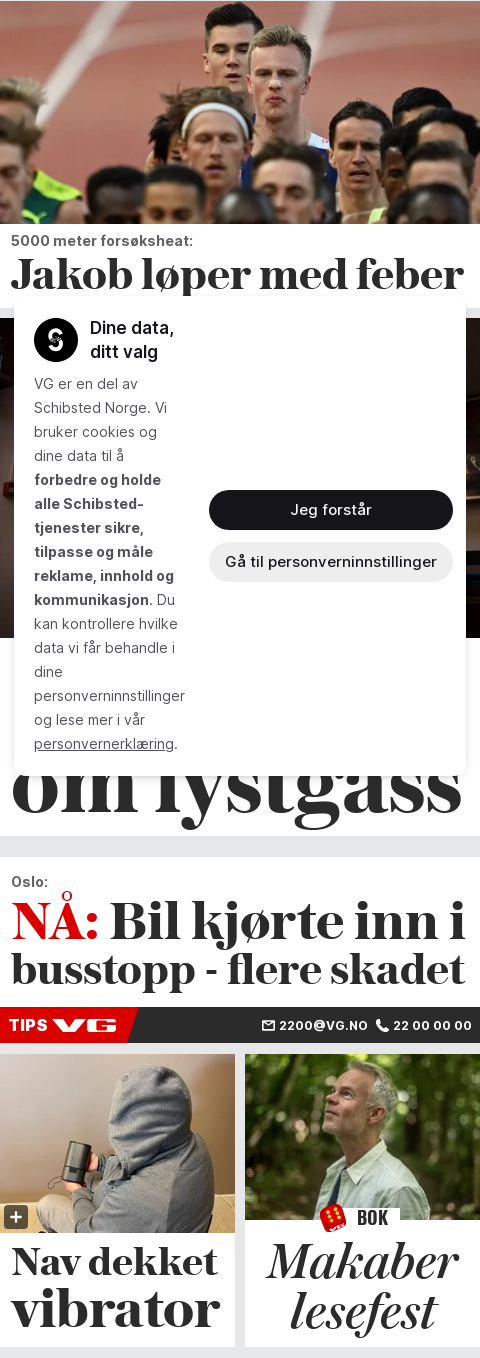 5000 meter forsøksheat:
Jakob løper med feber
Dine data,
ditt valg
VG er en del av
Schibsted Norge. Vi
bruker cookies og
dine data til å
forbedre og holde
alle Schibsted-
tjenester sikre,
tilpasse og måle
reklame, innhold og
kommunikasjon. Du
kan kontrollere hvilke
data vi får behandle i
dine
personverninnstillinger
og lese mer i vår
personvernerklæring.
Jeg forstår
Gå til personverninnstillinger
om lystgass
Oslo:
NÅ: Bil kjørte inn i
busstopp - flere skadet
TIPS VG
2200@VG.NO
22 00 00 00
Nav dekket
vibrator
VG
BOK
Makaber
lesefest